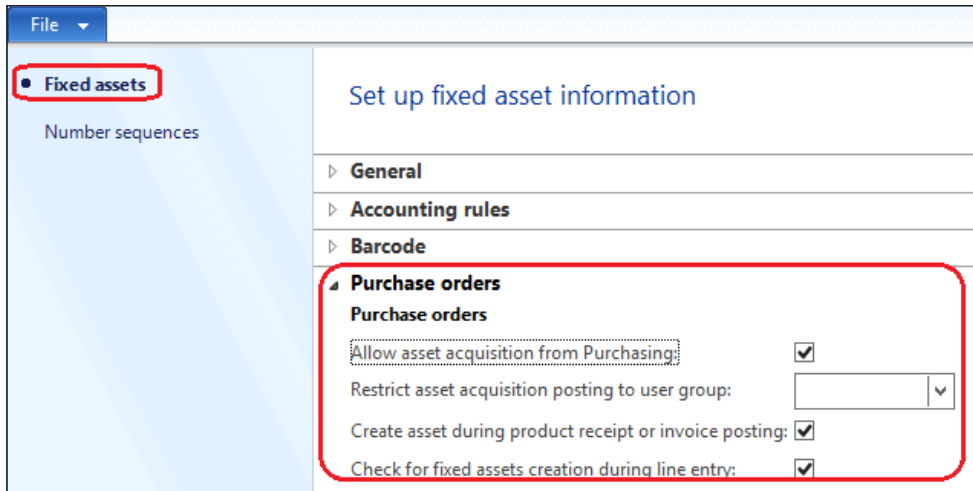 File
Fixed assets
Number sequences
Set up fixed asset information
General
Accounting rules
Barcode
Purchase orders
Purchase orders
Allow asset acquisition from Purchasing:
Restrict asset acquisition posting to user group:
Create asset during product receipt or invoice posting:
Check for fixed assets creation during line entry: